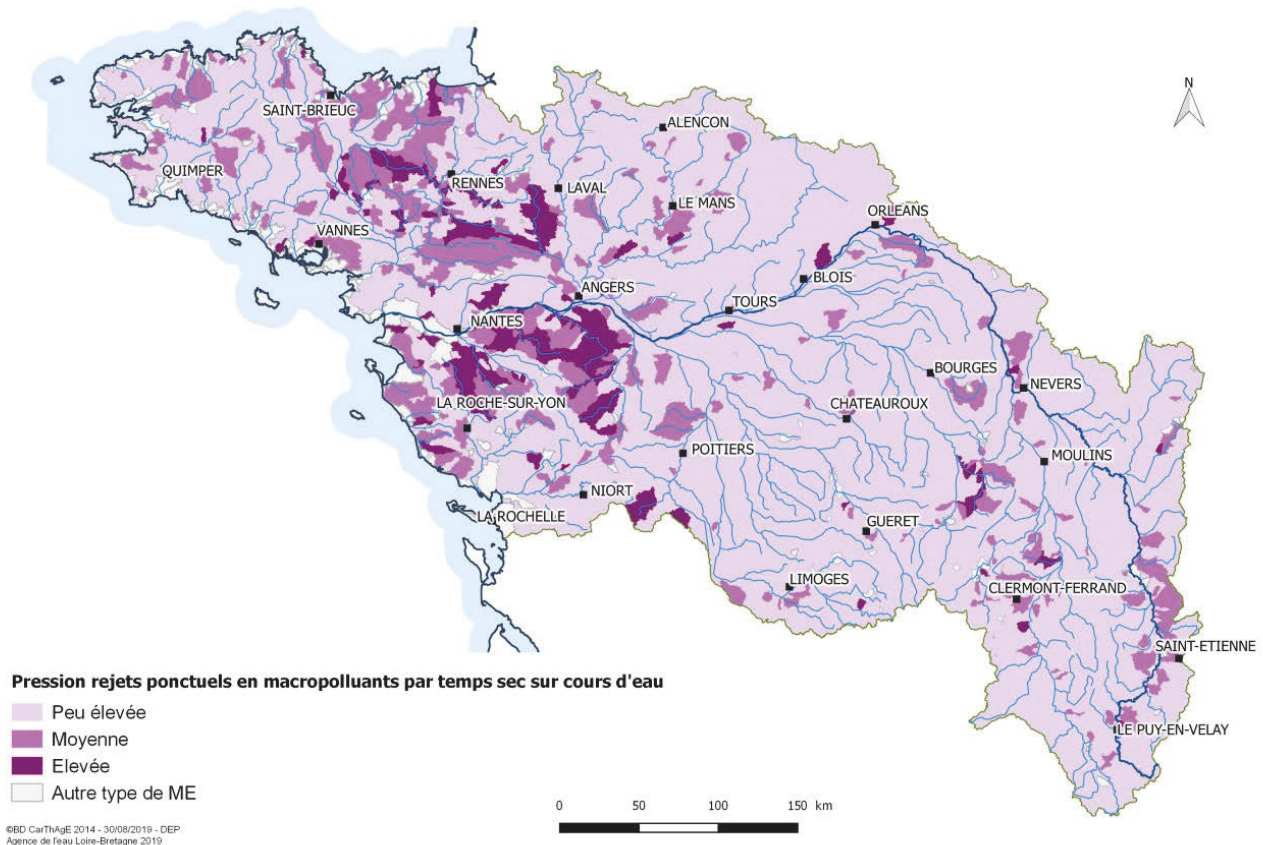 N
SAINT-BRIEUC
ALENCON
QUIMPER
RENNES
LAVAL
LE MANS
ORLEANS
VANNES
BLOIS
ANGERS
TOURS
NANTES
BOURGES
NEVERS
LA ROCHE-SUR-YON
CHATEAUROUX
POITIERS
MOULINS
NIORT
LA ROCHELLE
GUERET
LIMOGES
CLERMONT-FERRAND
SAINT-ETIENNE
LE PUY-EN-VELAY
Pression rejets ponctuels en macropolluants par temps sec sur cours d'eau
Peu élevée
Moyenne
Elevée
Autre type de ME
0 50 100 150 km
©BD CarThAgE 2014 - 30/08/2019 - DEP
Agence de l'eau Loire-Bretagne 2019